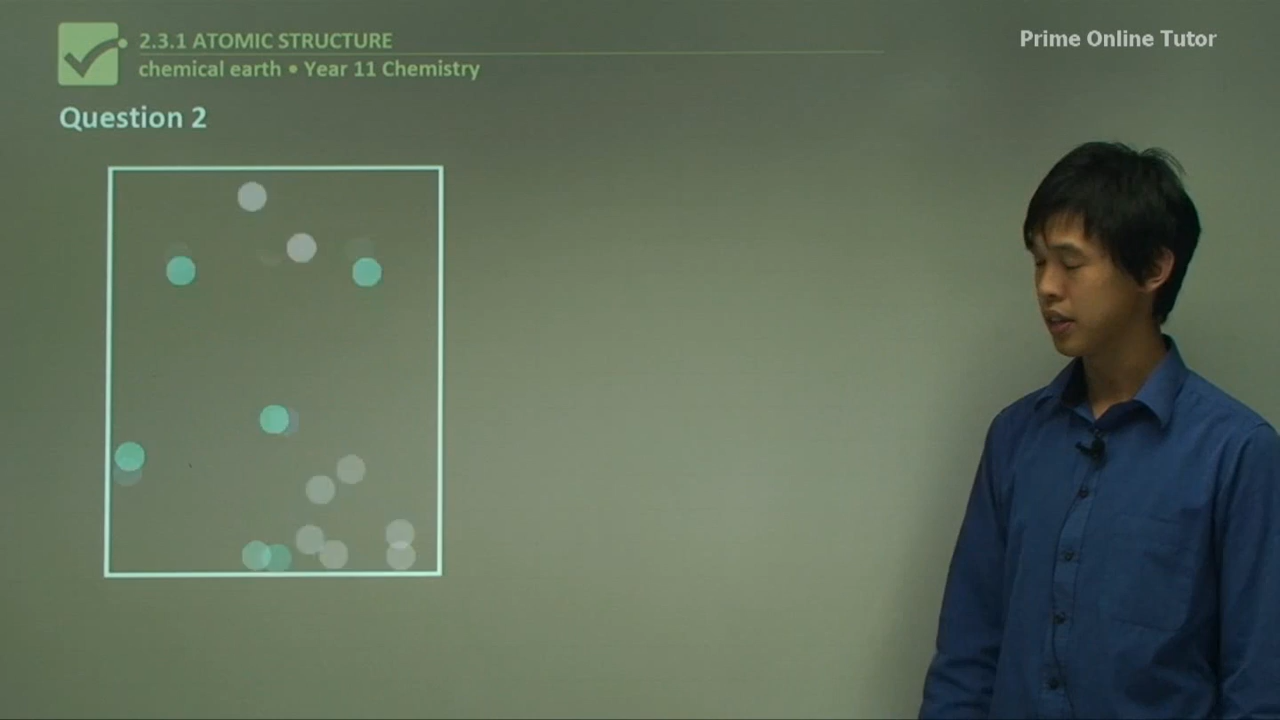 2.3.1 ATOMIC STRUCTURE
chemical earth • Year 11 Chemistry
Prime Online Tutor
Question 2